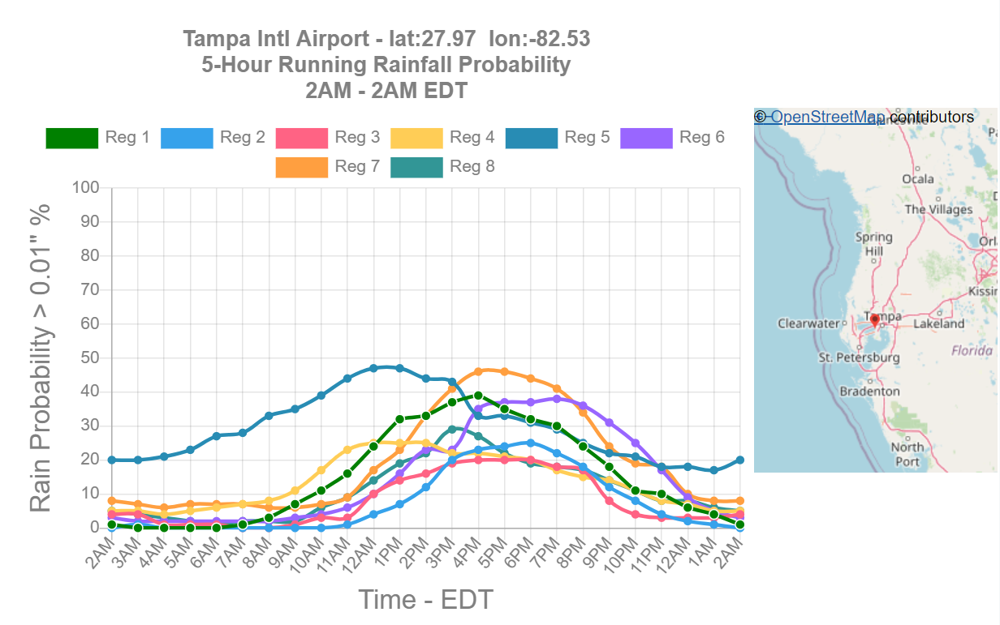 Tampa Intl Airport - lat:27.97  lon:-82.53
5-Hour Running Rainfall Probability
2AM - 2AM EDT
Reg 1
Reg 2
Reg 3
Reg 4
Reg 5
Reg 6
Reg 7
Reg 8
Rain Probability > 0.01" %
100
90
80
70
60
50
40
30
20
10
0
2AM
3AM
4AM
5AM
6AM
7AM
8AM
9AM
10AM
11AM
12AM
1PM
2PM
3PM
4PM
5PM
6PM
7PM
8PM
9PM
10PM
11PM
12AM
1AM
2AM
Time - EDT
© OpenStreetMap contributors
Ocala
The Villages
Spring
Hill
Tampa
Clearwater
Lakeland
St. Petersburg
Florida
Bradenton
North
Port